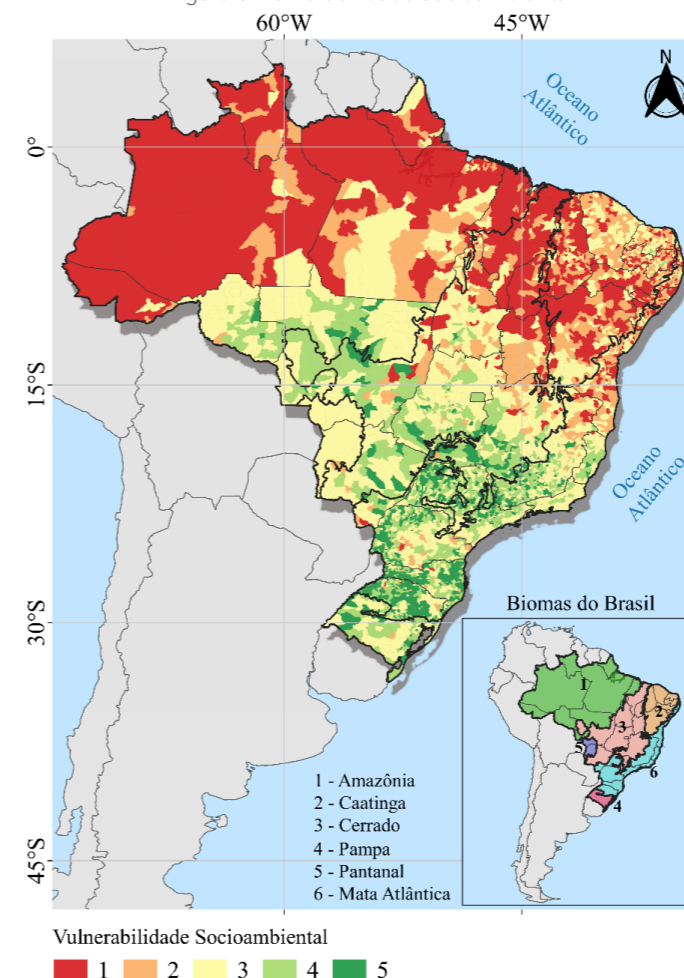 60°W 45°W
N
Oceano
Atlântico
0°
15°S
Oceano
Atlântico
30°S
Biomas do Brasil
1
2
3
5
6
4
1 - Amazônia
2 - Caatinga
3 - Cerrado
4 - Pampa
5 - Pantanal
6 - Mata Atlântica
45°S
Vulnerabilidade Socioambiental
1 2 3 4 5